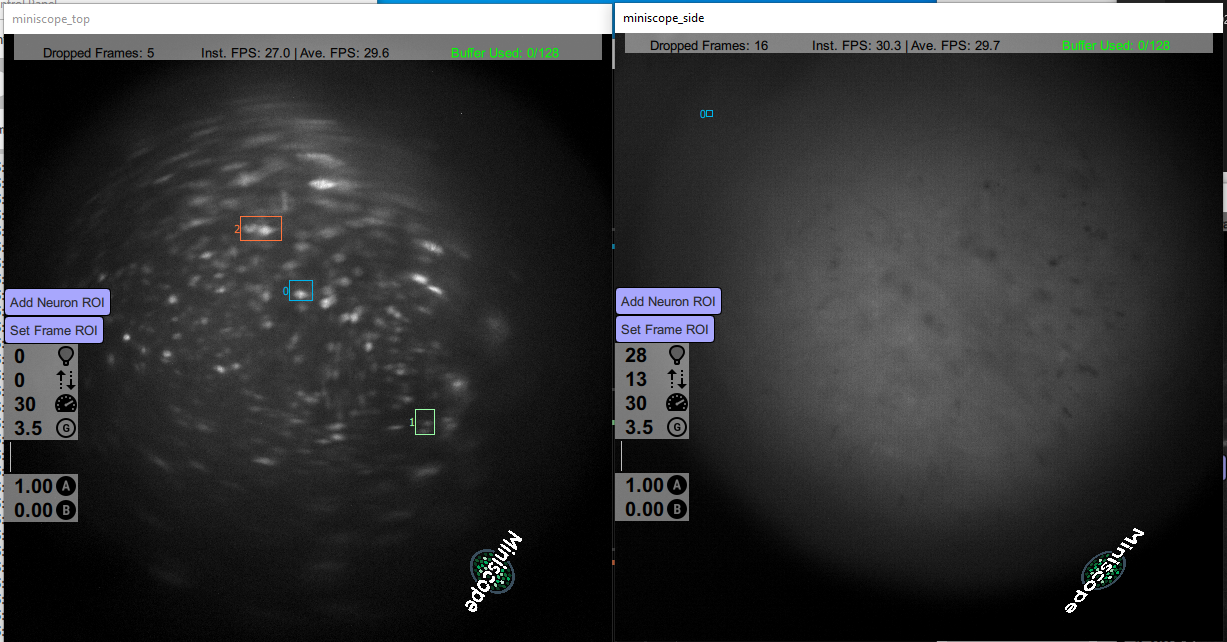 miniscope_top
Dropped Frames: 5 Inst. FPS: 27.0 | Ave. FPS: 29.6 Buffer Used: 0/128
2
0
Add Neuron ROI
Set Frame ROI
0
0
30
3.5 G
1
1.00 A
0.00 B
Miniscope
miniscope_side
Dropped Frames: 16 Inst. FPS: 30.3 | Ave. FPS: 29.7 Buffer Used: 0/128
0
Add Neuron ROI
Set Frame ROI
28
13
30
3.5 G
1.00 A
0.00 B
Miniscope